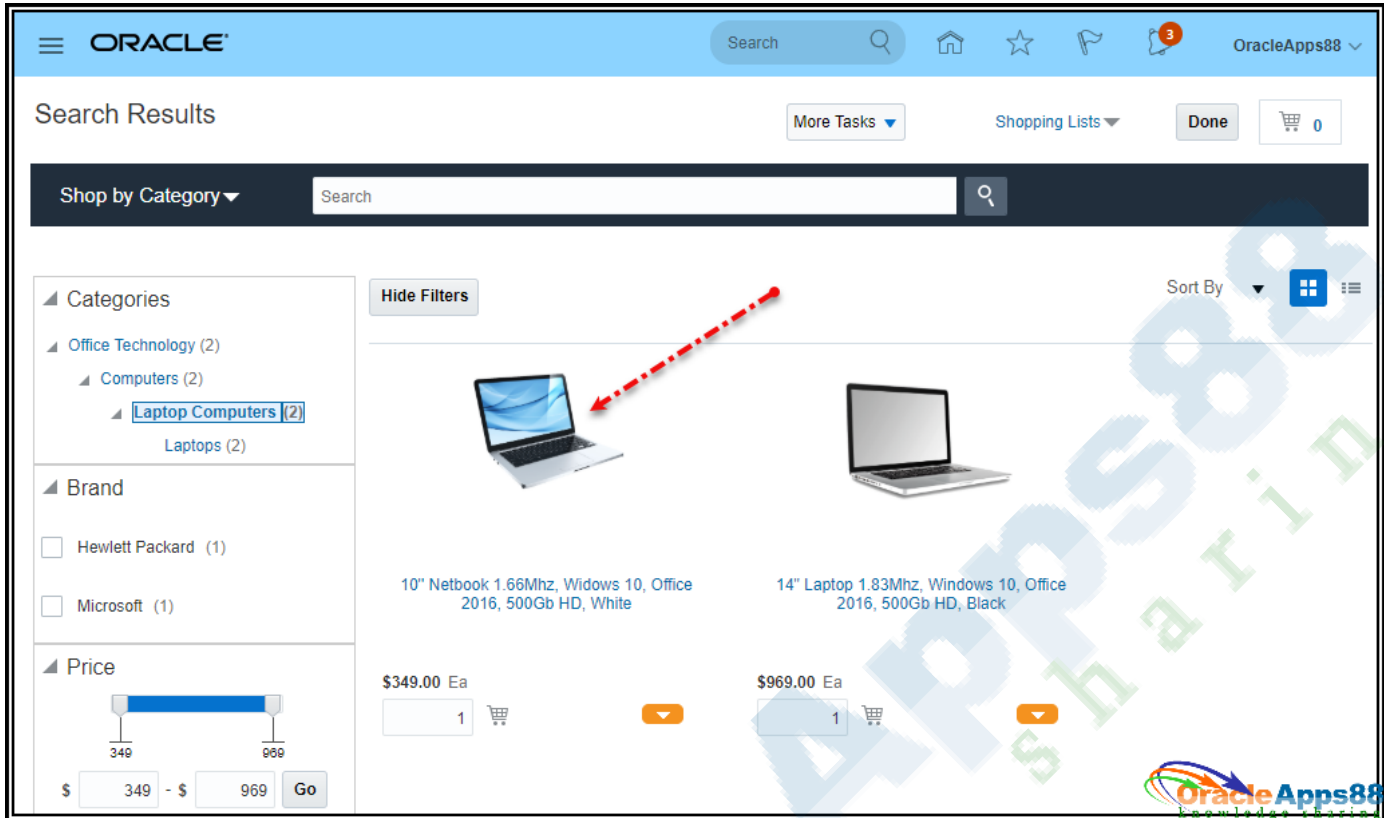 ORACLE
Search
3
OracleApps88
Search Results
More Tasks
Shopping Lists
Done
0
Shop by Category
Search
Categories
Office Technology (2)
Computers (2)
Laptop Computers (2)
Laptops (2)
Brand
Hewlett Packard (1)
Microsoft (1)
Price
349
969
$ 349 - $ 969 Go
Hide Filters
Sort By
10" Netbook 1.66Mhz, Widows 10, Office
2016, 500Gb HD, White
$349.00 Ea
1
14" Laptop 1.83Mhz, Windows 10, Office
2016, 500Gb HD, Black
$969.00 Ea
1
Apps88
sharin
OracleApps88
knowledge sharing